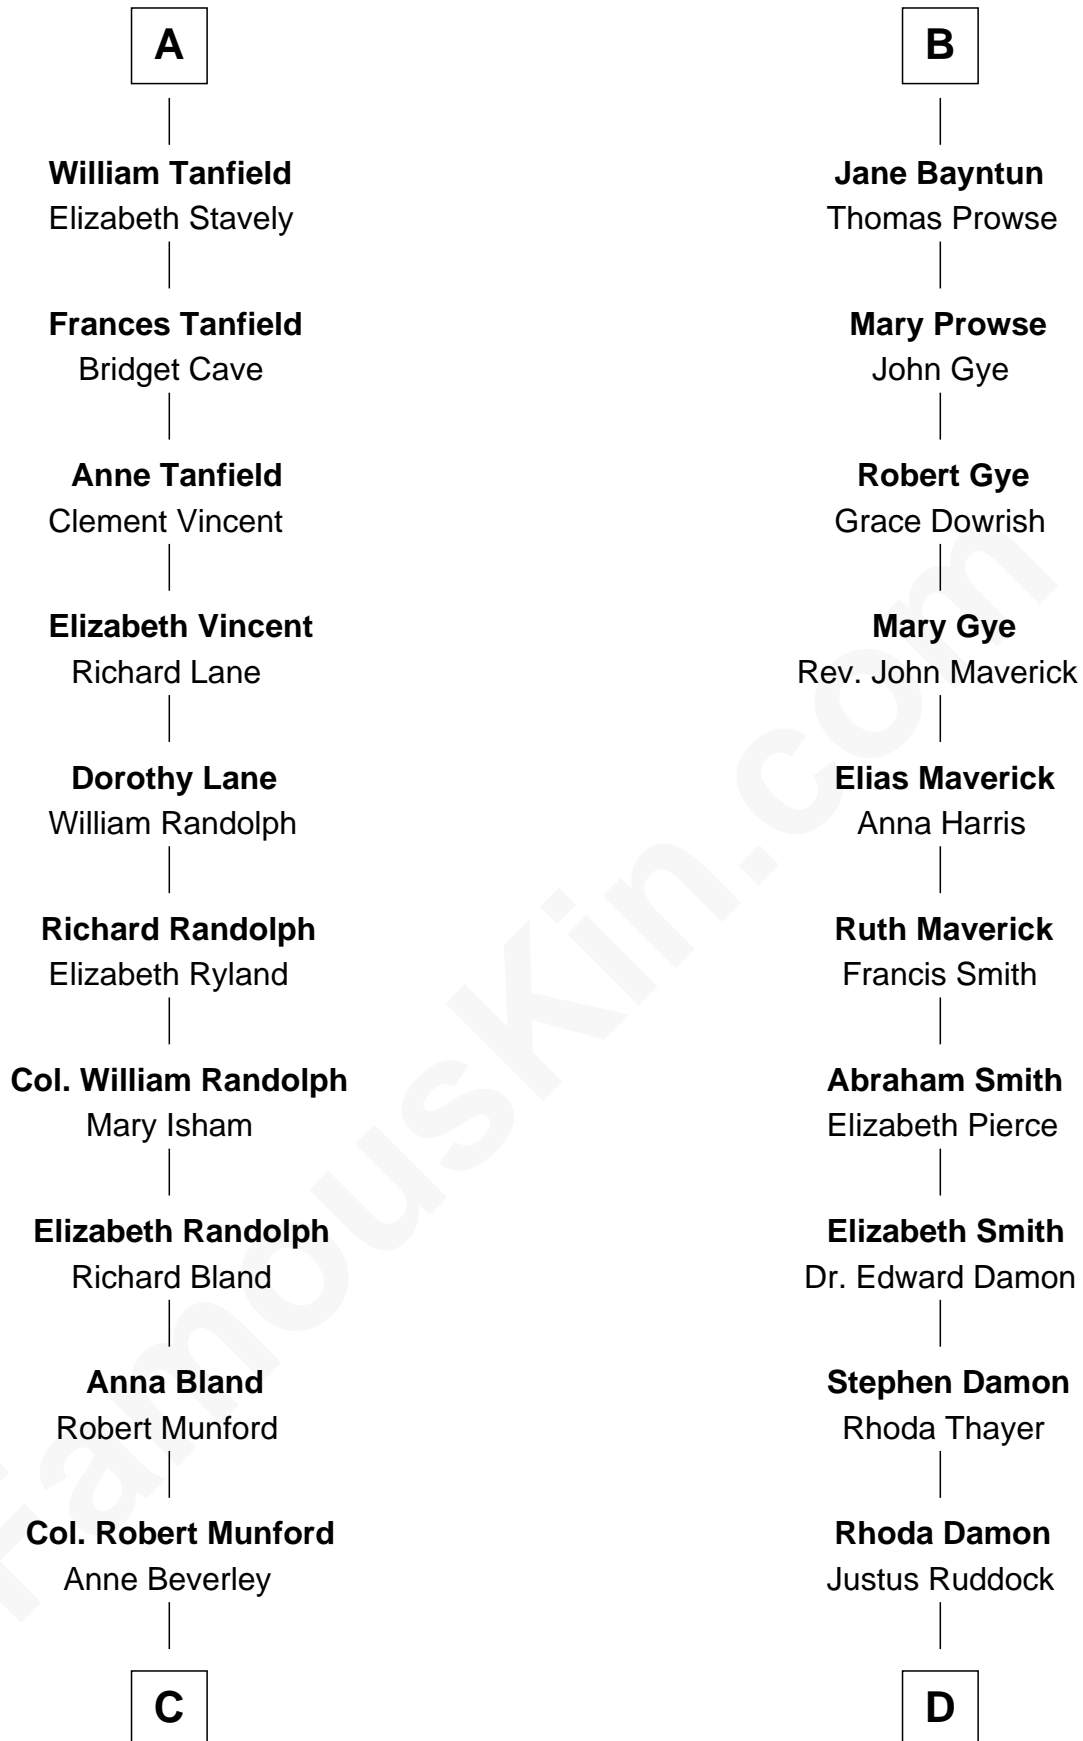 A
William Tanfield
Elizabeth Stavely
Frances Tanfield
Bridget Cave
Anne Tanfield
Clement Vincent
Elizabeth Vincent
Richard Lane
Dorothy Lane
William Randolph
Richard Randolph
Elizabeth Ryland
Col. William Randolph
Mary Isham
Elizabeth Randolph
Richard Bland
Anna Bland
Robert Munford
Col. Robert Munford
Anne Beverley
C
B
Jane Bayntun
Thomas Prowse
Mary Prowse
John Gye
Robert Gye
Grace Dowrish
Mary Gye
Rev. John Maverick
Elias Maverick
Anna Harris
Ruth Maverick
Francis Smith
Abraham Smith
Elizabeth Pierce
Elizabeth Smith
Dr. Edward Damon
Stephen Damon
Rhoda Thayer
Rhoda Damon
Justus Ruddock
D
FamousKin.com